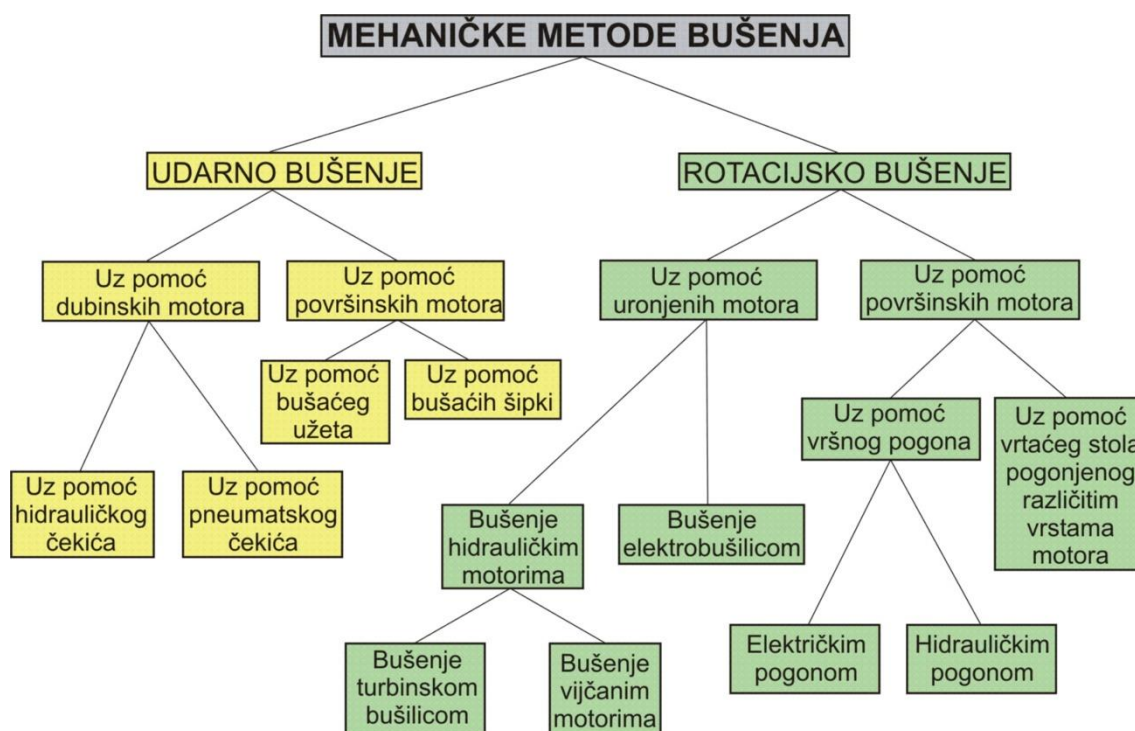 MEHANIČKE METODE BUŠENJA
UDARNO BUŠENJE
ROTACIJSKO BUŠENJE
Uz pomoć
dubinskih motora
Uz pomoć
površinskih motora
Uz pomoć
uronjenih motora
Uz pomoć
površinskih motora
Uz pomoć
bušaćeg
užeta
Uz pomoć
bušaćih šipki
Uz pomoć
vršnog pogona
Uz pomoć
vrtaćeg stola
pogonjenog
različitim
vrstama
motora
Uz pomoć
hidrauličkog
čekića
Uz pomoć
pneumatskog
čekića
Bušenje
hidrauličkim
motorima
Bušenje
elektrobušilicom
Bušenje
turbinskom
bušilicom
Bušenje
vijčanim
motorima
Električkim
pogonom
Hidrauličkim
pogonom